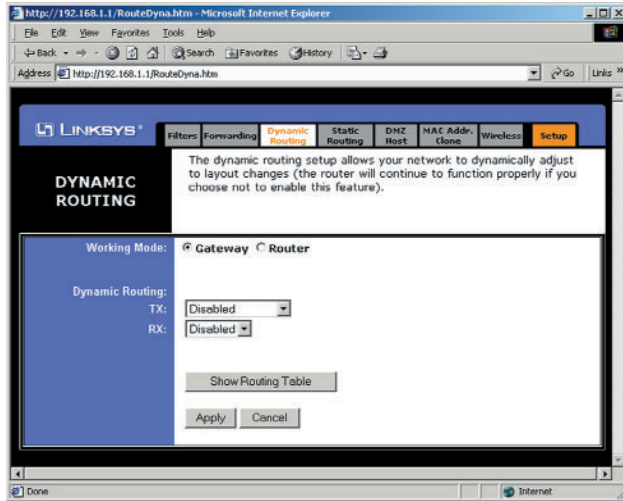 http://192.168.1.1/RouteDyna.htm - Microsoft Internet Explorer
File Edit View Favorites Tools Help
Back Search Favorites History
Address http://192.168.1.1/RouteDyna.htm Go Links »
LINKSYS® Filters Forwarding Dynamic Routing Static Routing DMZ Host MAC Addr. Clone Wireless Setup
DYNAMIC ROUTING
The dynamic routing setup allows your network to dynamically adjust
to layout changes (the router will continue to function properly if you
choose not to enable this feature).
Working Mode: Gateway Router
Dynamic Routing:
TX: Disabled
RX: Disabled
Show Routing Table
Apply Cancel
Done Internet